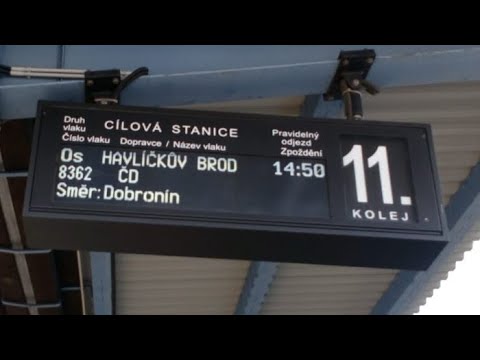 Druh vlaku CÍLOVÁ STANICE Pravidelný odjezd
Číslo vlaku Dopravce / Název vlaku Zpoždění
Os HAVLÍČKŮV BROD 14:50
8362 ČD
Směr:Dobronín
11.
KOLEJ